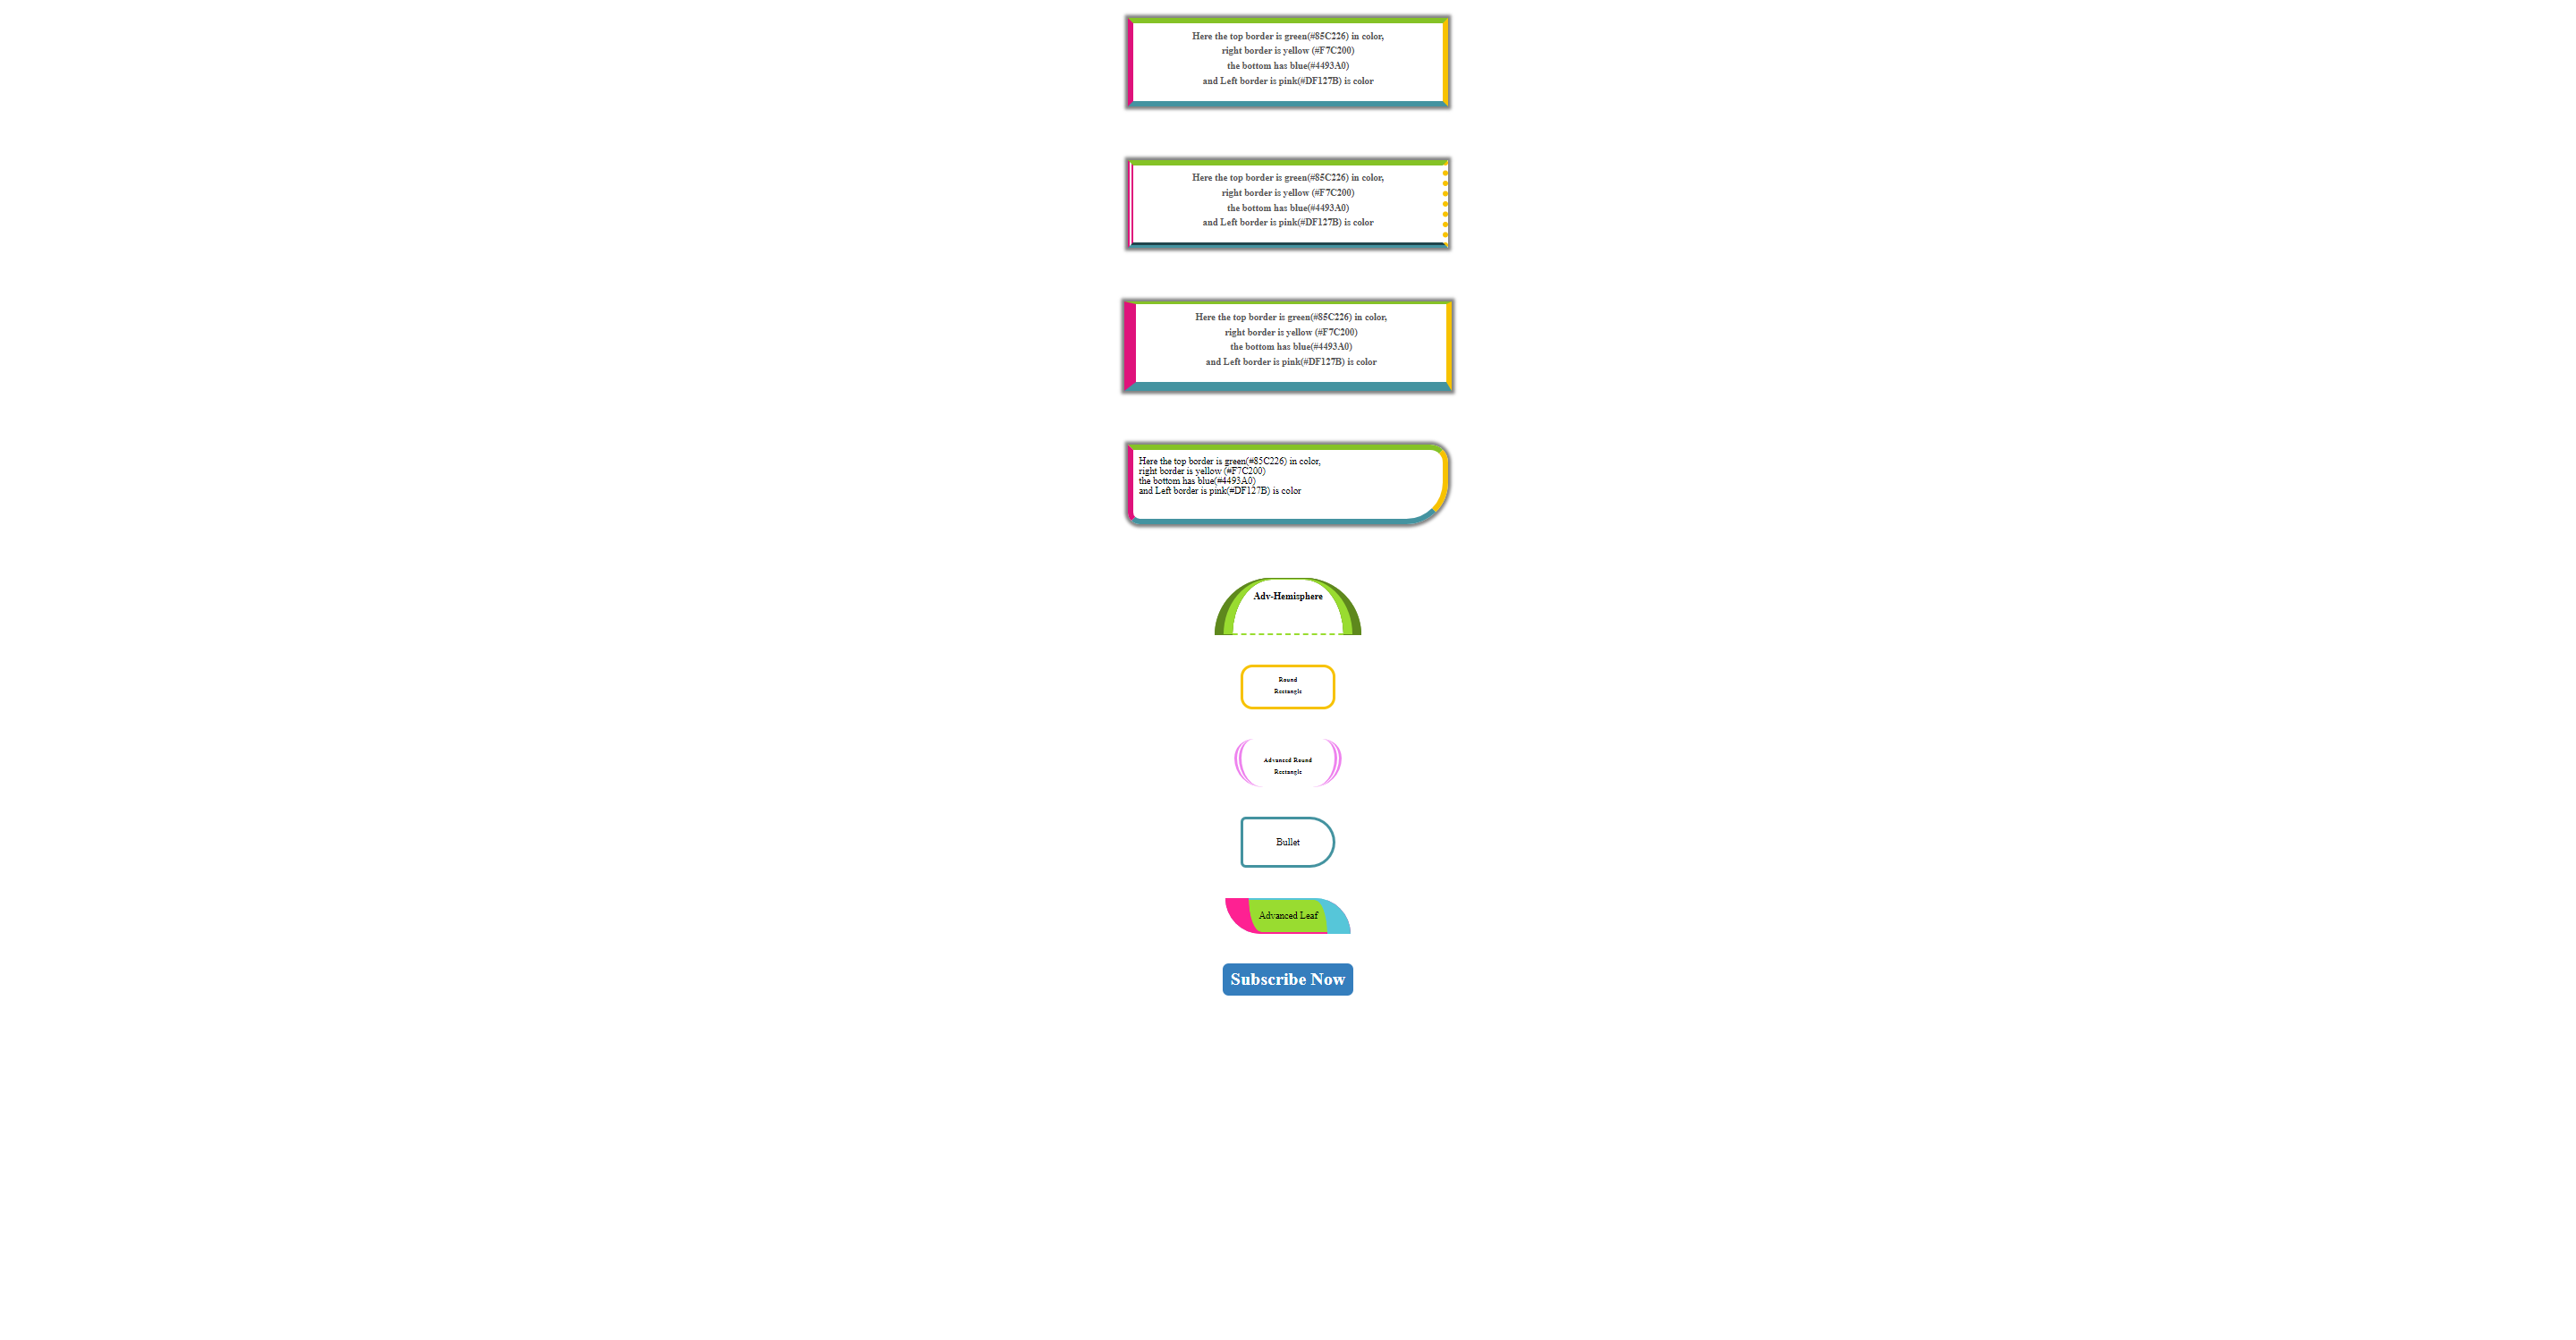 Here the top border is green(#85C226) in color,
right border is yellow (#F7C200)
the bottom has blue(#4493A0)
and Left border is pink(#DF127B) is color
Here the top border is green(#85C226) in color,
right border is yellow (#F7C200)
the bottom has blue(#4493A0)
and Left border is pink(#DF127B) is color
Here the top border is green(#85C226) in color,
right border is yellow (#F7C200)
the bottom has blue(#4493A0)
and Left border is pink(#DF127B) is color
Here the top border is green(#85C226) in color,
right border is yellow (#F7C200)
the bottom has blue(#4493A0)
and Left border is pink(#DF127B) is color
Adv-Hemisphere
Round
Rectangle
Advanced Round
Rectangle
Bullet
Advanced Leaf
Subscribe Now